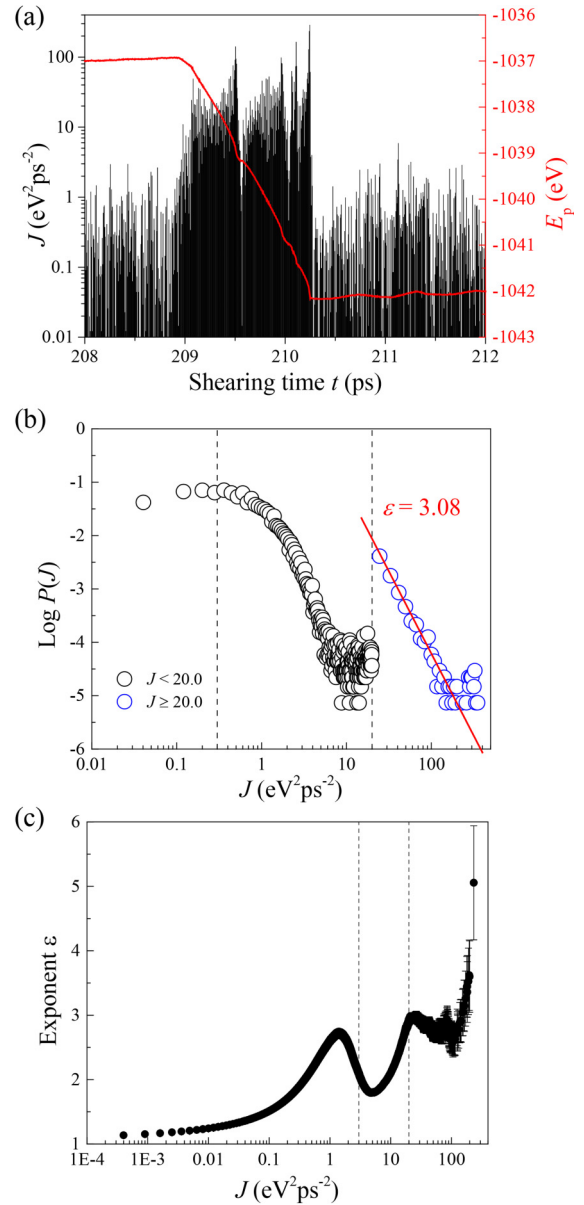 (a)
100
10
1
0.1
0.01
J (eV²ps⁻²)
208
209
210
211
212
Shearing time t (ps)
-1036
-1037
-1038
-1039
-1040
-1041
-1042
-1043
Eₚ (eV)
(b)
0
-1
-2
-3
-4
-5
-6
Log P(J)
ε = 3.08
J < 20.0
J ≥ 20.0
0.01
0.1
1
10
100
J (eV²ps⁻²)
(c)
6
5
4
3
2
1
Exponent ε
1E-4
1E-3
0.01
0.1
1
10
100
J (eV²ps⁻²)